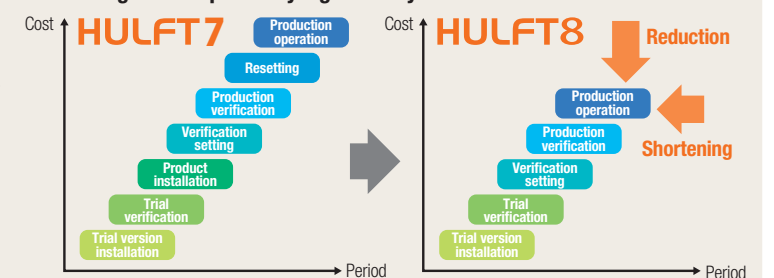 Cost
HULFT7
Production
operation
Resetting
Production
verification
Verification
setting
Product
installation
Trial
verification
Trial version
installation
Period
Cost
HULFT8
Reduction
Production
operation
Shortening
Production
verification
Verification
setting
Trial
verification
Trial version
installation
Period